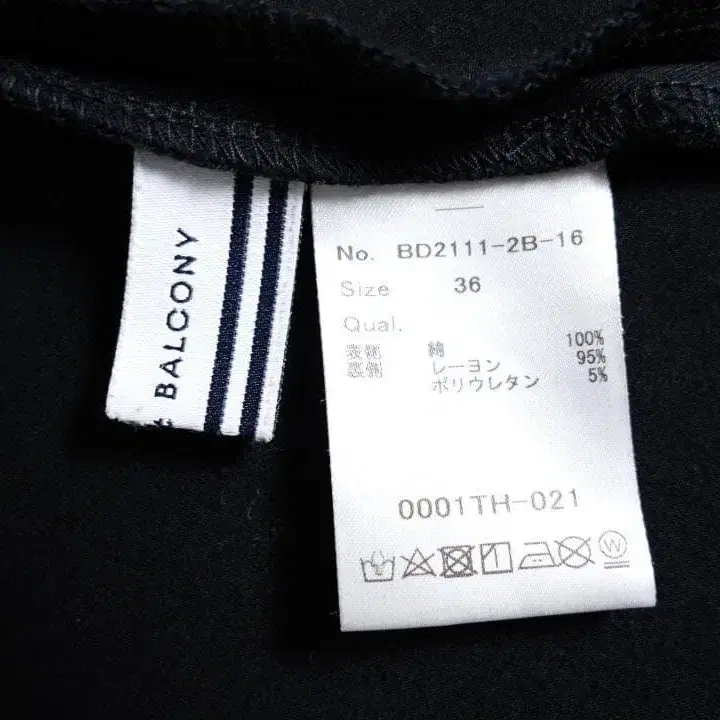 & BALCONY
No. BD2111-2B-16
Size 36
Qual.
表側 綿 100%
裏側 レーヨン 95%
ポリウレタン 5%
0001TH-021
W